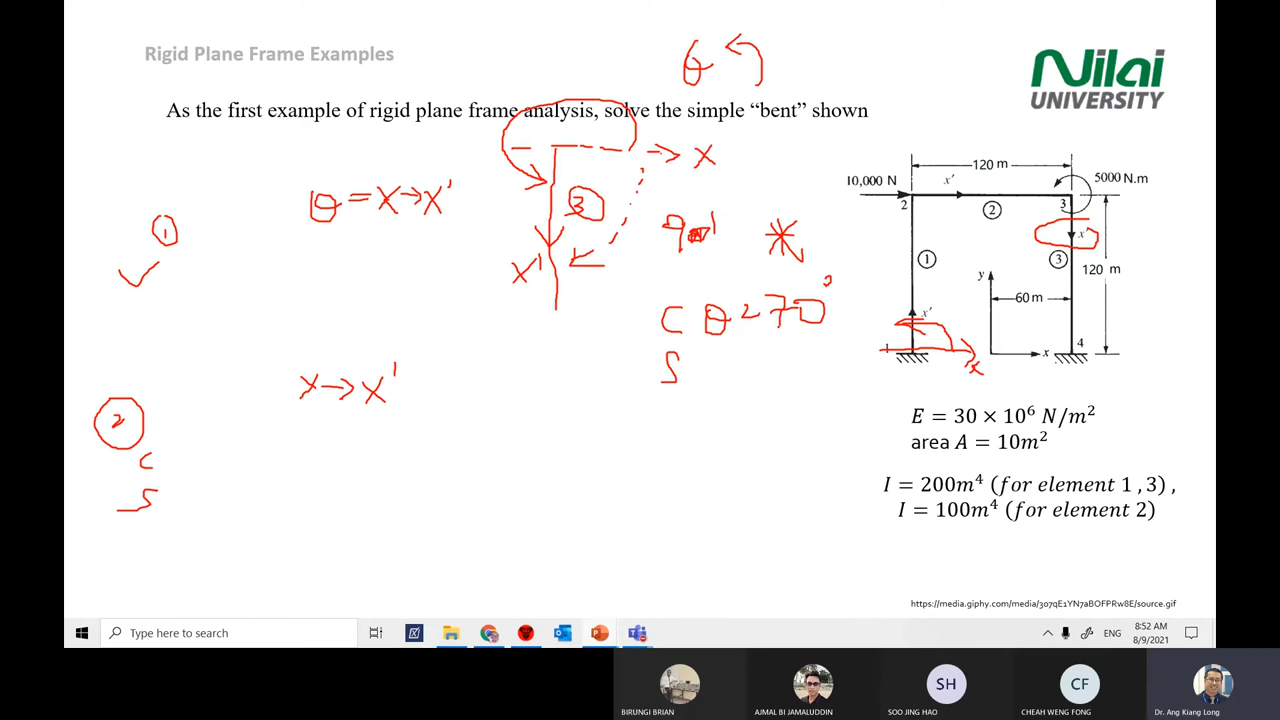 Rigid Plane Frame Examples
θ
Nilai
UNIVERSITY
As the first example of rigid plane frame analysis, solve the simple “bent” shown
X
θ = X → X'
3
1
X'
C θ 270°
S
X → X'
2
C
S
120 m
10,000 N
x'
5000 N.m
2
2
3
x'
1
3
120 m
y
60 m
x'
1
x
4
x
E = 30 × 10⁶ N/m²
area A = 10m²
I = 200m⁴ (for element 1 , 3) ,
I = 100m⁴ (for element 2)
https://media.giphy.com/media/3o7qE1YN7aBOFPRw8E/source.gif
Type here to search
ENG
8:52 AM
8/9/2021
SH
CF
BIRUNGI BRIAN
AJMAL BI JAMALUDDIN
SOO JING HAO
CHEAH WENG FONG
Dr. Ang Kiang Long